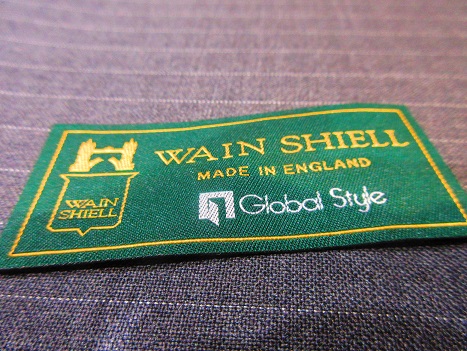 WAIN SHIELL
MADE IN ENGLAND
Global Style
WAIN
SHIELL